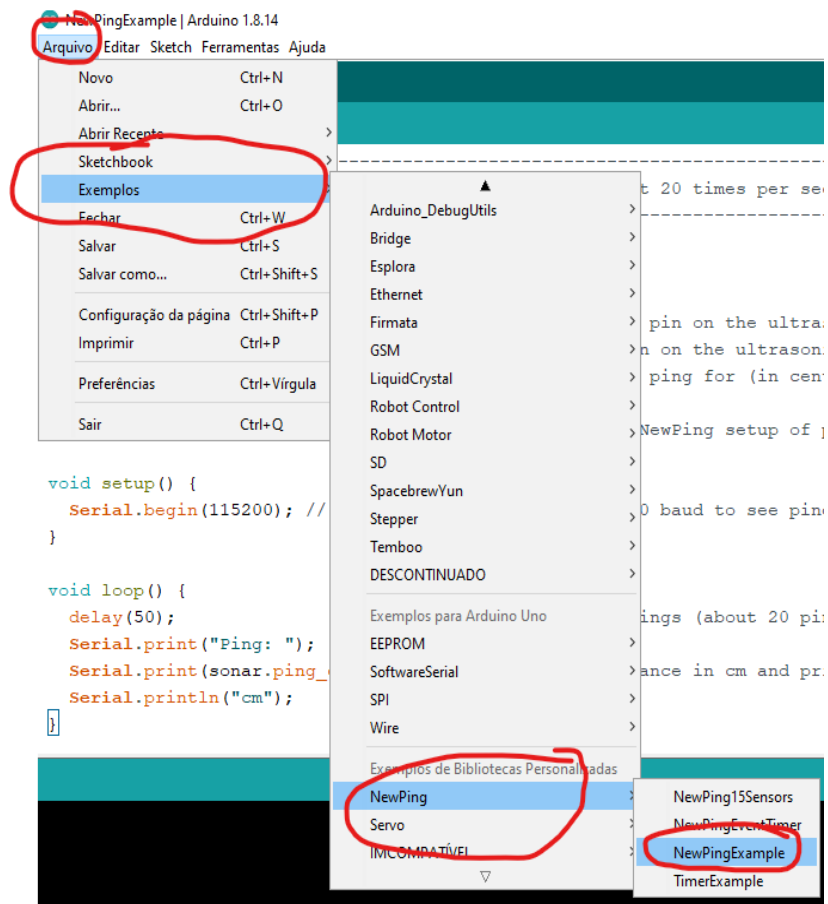 NewPingExample | Arduino 1.8.14
Arquivo Editar Sketch Ferramentas Ajuda
Novo Ctrl+N
Abrir... Ctrl+O
Abrir Recente
Sketchbook
Exemplos
Fechar Ctrl+W
Salvar Ctrl+S
Salvar como... Ctrl+Shift+S
Configuração da página Ctrl+Shift+P
Imprimir Ctrl+P
Preferências Ctrl+Vírgula
Sair Ctrl+Q
Arduino_DebugUtils
Bridge
Esplora
Ethernet
Firmata
GSM
LiquidCrystal
Robot Control
Robot Motor
SD
SpacebrewYun
Stepper
Temboo
DESCONTINUADO
Exemplos para Arduino Uno
EEPROM
SoftwareSerial
SPI
Wire
Exemplos de Bibliotecas Personalizadas
NewPing
Servo
IMCOMPATÍVEL
NewPing15Sensors
NewPingEventTimer
NewPingExample
TimerExample
---------------------------------------------
t 20 times per se
---------------------------------------------
pin on the ultra
n on the ultrason
ping for (in cen
NewPing setup of
void setup() {
Serial.begin(115200); // 0 baud to see pin
}
void loop() {
delay(50); ings (about 20 pi
Serial.print("Ping: ");
Serial.print(sonar.ping_ ance in cm and pr
Serial.println("cm");
}